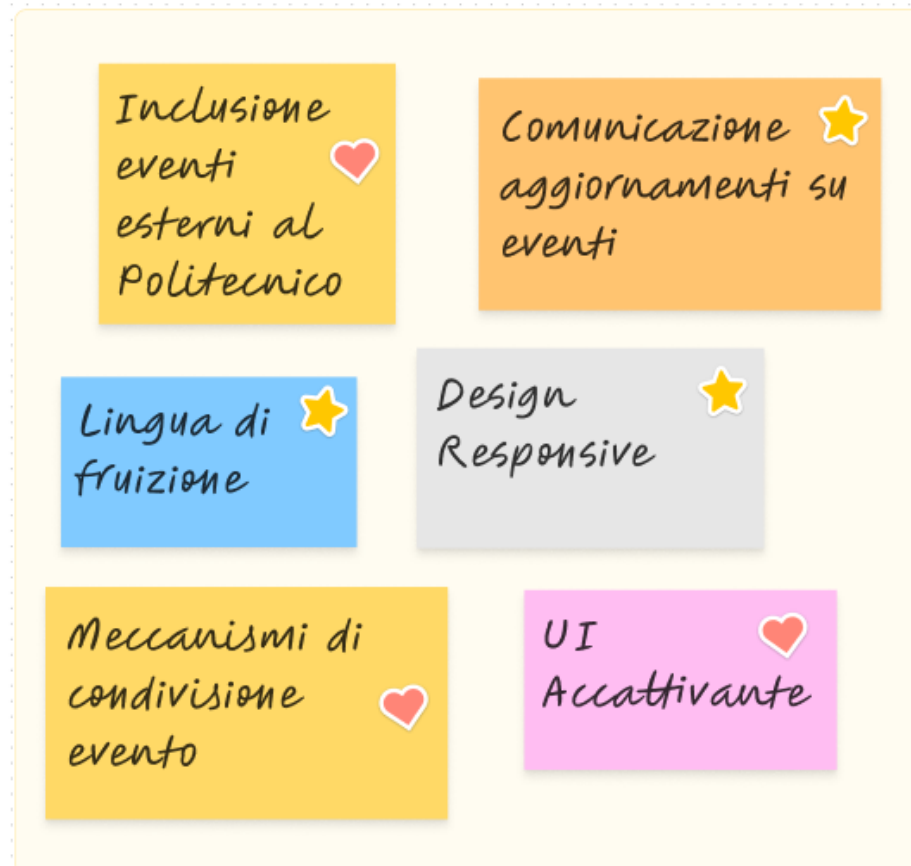 Inclusione
eventi
esterni al
Politecnico
Comunicazione
aggiornamenti su
eventi
Lingua di
fruizione
Design
Responsive
Meccanismi di
condivisione
evento
UI
Accattivante